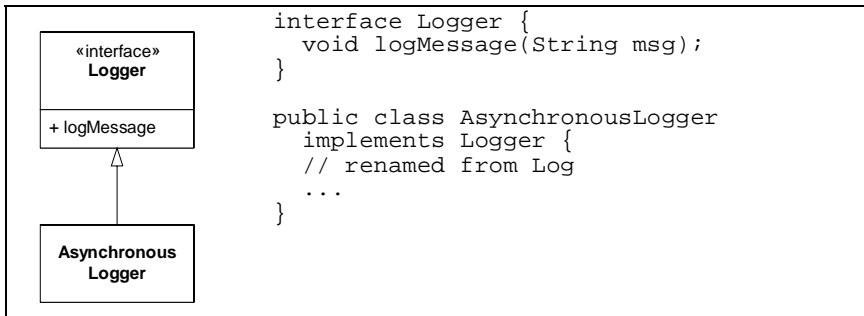 «interface»
Logger
+ logMessage
Asynchronous
Logger
interface Logger {
  void logMessage(String msg);
}
public class AsynchronousLogger
  implements Logger {
  // renamed from Log
  ...
}